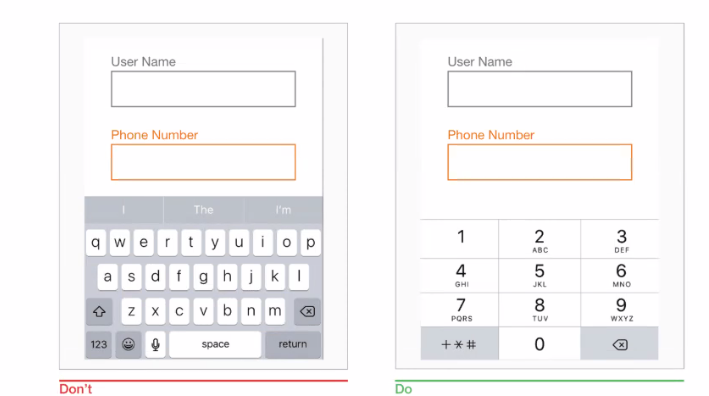 User Name
Phone Number
I The I'm
q w e r t y u i o p
a s d f g h j k l
z x c v b n m
123 space return
Don't
User Name
Phone Number
1 2 3
ABC DEF
4 5 6
GHI JKL MNO
7 8 9
PQRS TUV WXYZ
+*# 0
Do